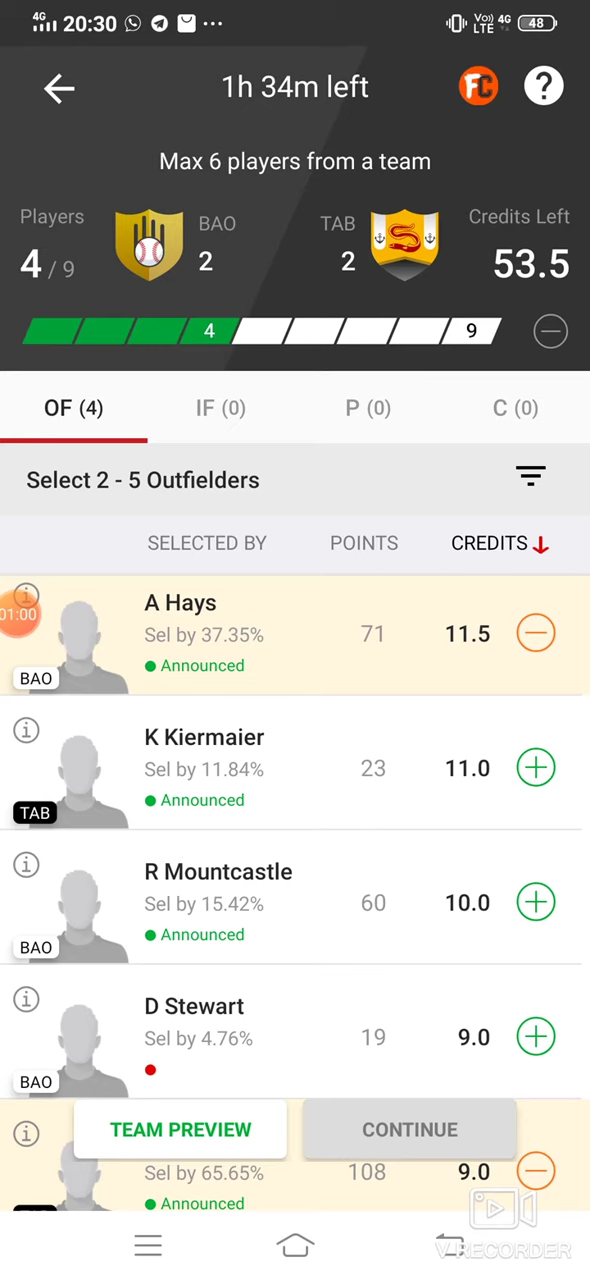 4G 20:30 ... Vo)) LTE 4G 48
1h 34m left FC ?
Max 6 players from a team
Players BAO TAB Credits Left
4 / 9 2 2 53.5
4 9
OF (4) IF (0) P (0) C (0)
Select 2 - 5 Outfielders
SELECTED BY POINTS CREDITS
A Hays
01:00 Sel by 37.35% 71 11.5
Announced
BAO
K Kiermaier
Sel by 11.84% 23 11.0
Announced
TAB
R Mountcastle
Sel by 15.42% 60 10.0
Announced
BAO
D Stewart
Sel by 4.76% 19 9.0
BAO
TEAM PREVIEW CONTINUE
Sel by 65.65% 108 9.0
Announced
V RECORDER